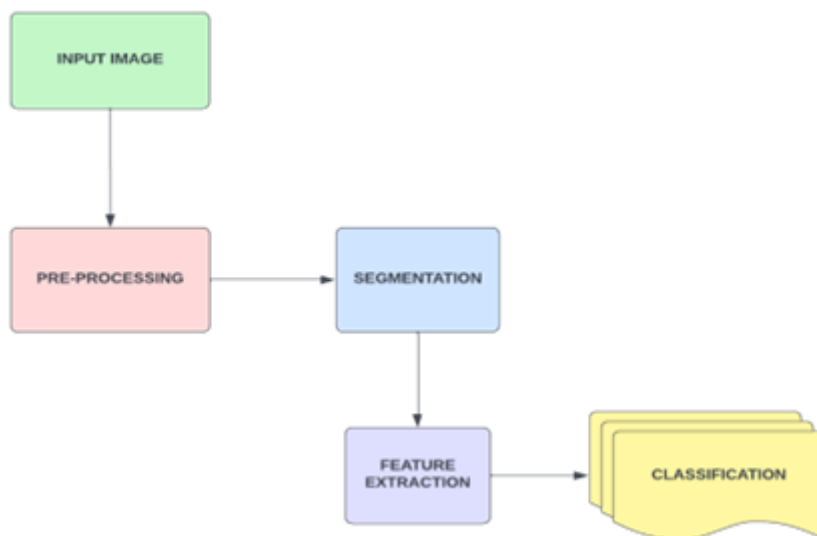 INPUT IMAGE
PRE-PROCESSING
SEGMENTATION
FEATURE
EXTRACTION
CLASSIFICATION